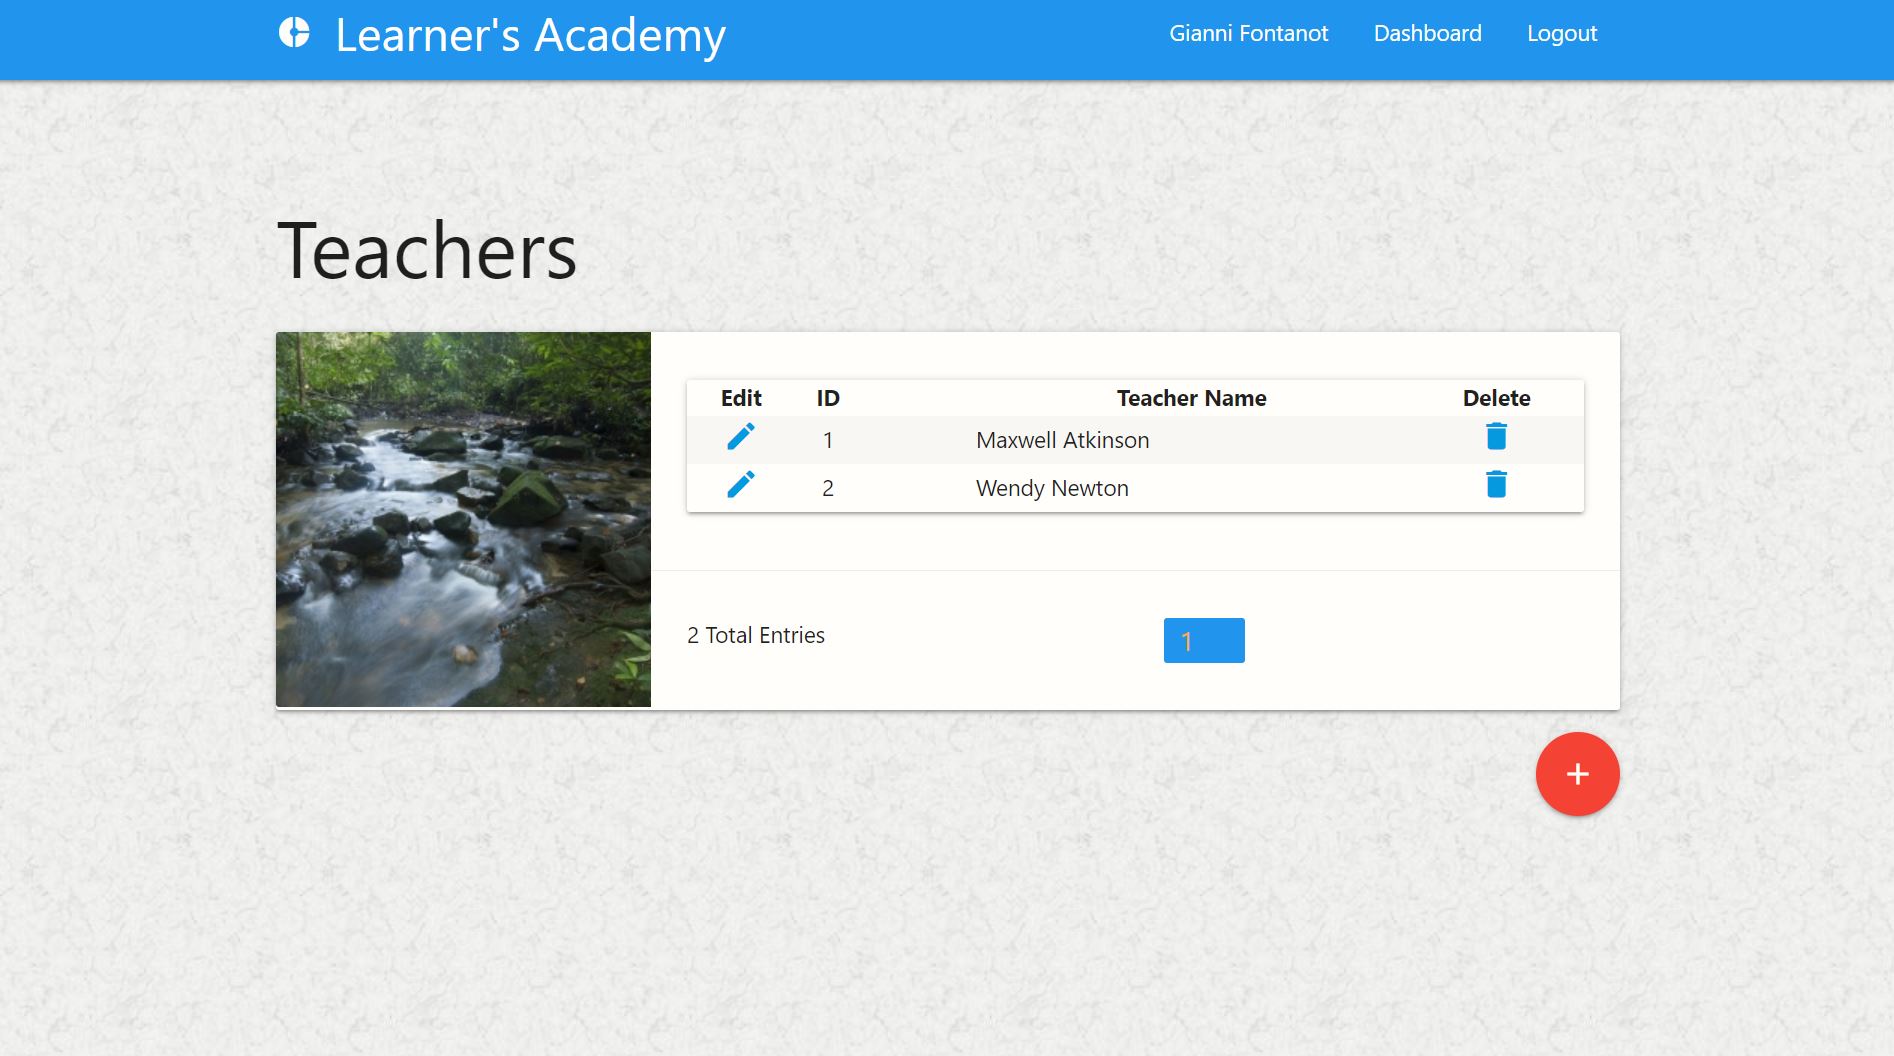 Learner's Academy
Gianni Fontanot Dashboard Logout
Teachers
Edit ID Teacher Name Delete
1 Maxwell Atkinson
2 Wendy Newton
2 Total Entries 1
+